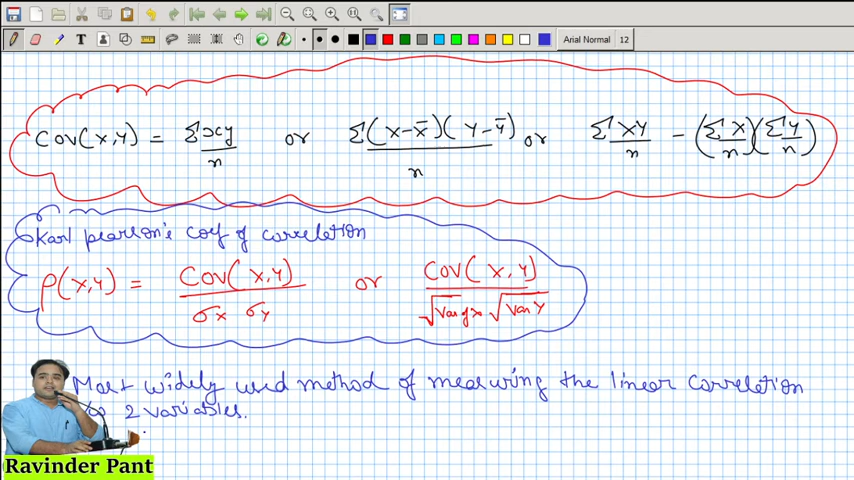 Arial Normal 12
COV(X,Y) = Σxy/n or Σ(X-X̄)(Y-Ȳ)/n or ΣXY/n - (ΣX/n)(ΣY/n)
Karl pearson's coef of correlation
ρ(X,Y) = COV(X,Y)/σx σy or COV(X,Y)/√Var of x √Var Y
Most widely used method of measuring the linear correlation
2 variables.
Ravinder Pant